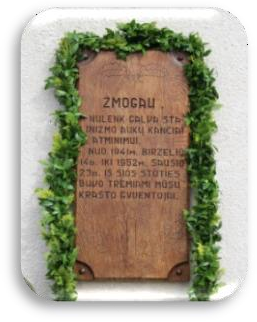 ŽMOGAU,
NULENK GALVĄ STA
LINIZMO AUKŲ KANČIAI
ATMINIMUI.
NUO 1941M. BIRŽELIO
14D. IKI 1952M. SAUSIO
23D. IŠ ŠIOS STOTIES
BUVO TREMIAMI MŪSŲ
KRAŠTO GYVENTOJAI.